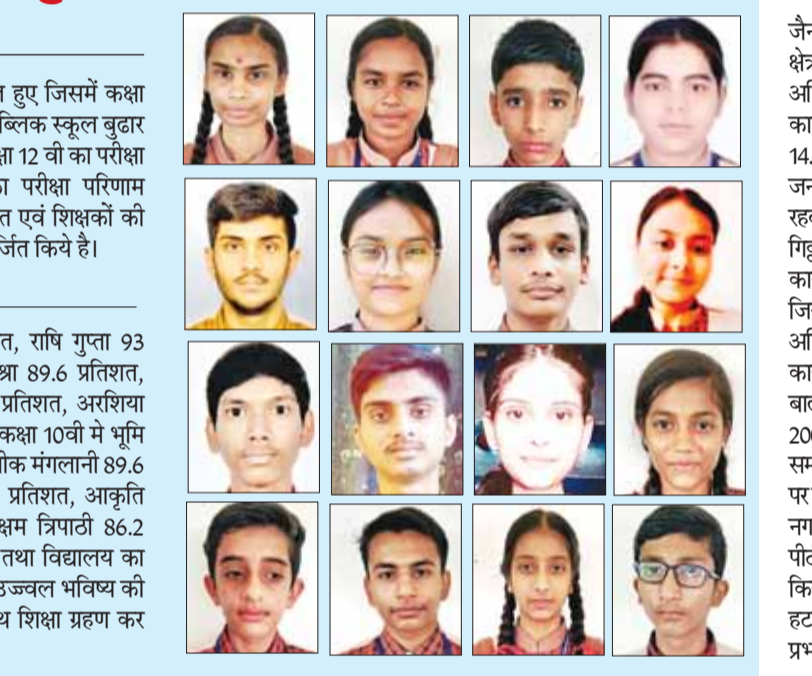 हुए जिसमें कक्षा
ब्लिक स्कूल बुढार
क्षा 12 वी का परीक्षा
परीक्षा परिणाम
त एवं शिक्षकों की
र्जित किये है।
त, राषि गुप्ता 93
श्रा 89.6 प्रतिशत,
प्रतिशत, अरशिया
कक्षा 10वी मे भूमि
ीक मंगलानी 89.6
प्रतिशत, आकृति
क्षम त्रिपाठी 86.2
तथा विद्यालय का
उज्ज्वल भविष्य की
थ शिक्षा ग्रहण कर
जैन
क्षेत्र
अि
का
14.
जन
रहव
गिट्ट
का
जि
अि
का
बाल
200
सम
पर
नग
पीट
कि
हट
प्रभ